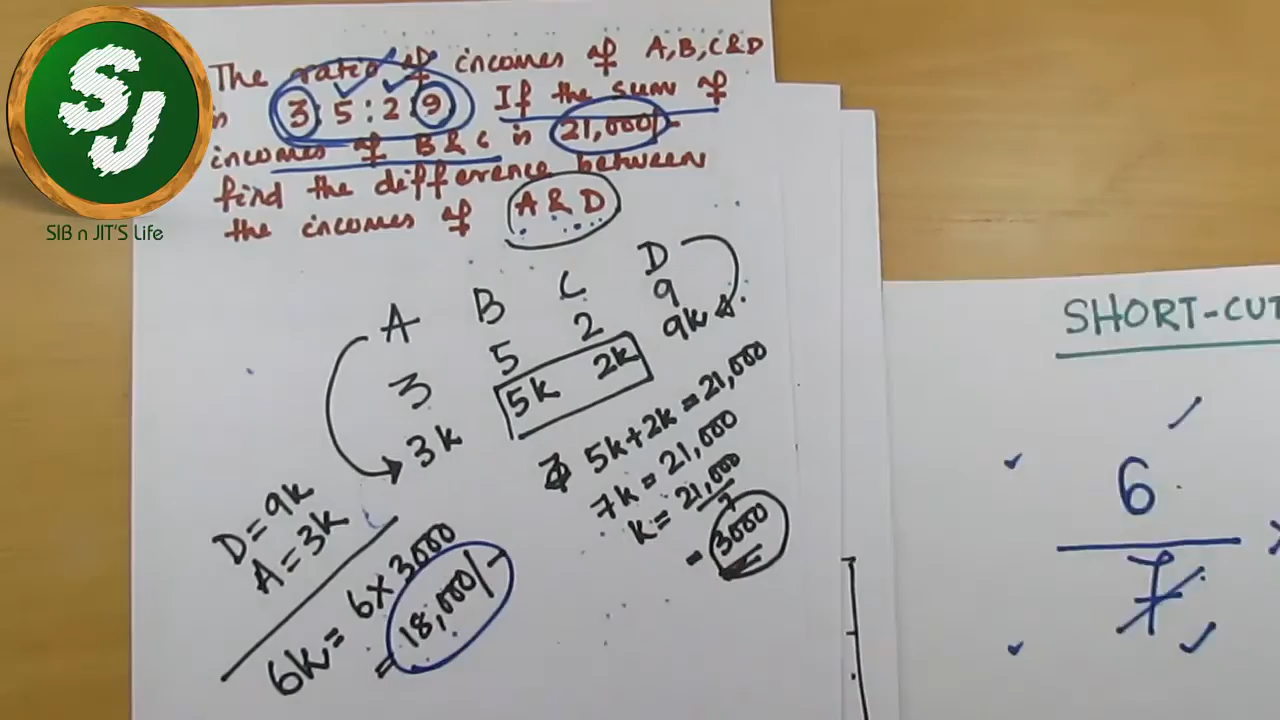 SJ
SIB n JIT'S Life
The ratio of incomes of A, B, C & D
is 3 : 5 : 2 : 9 If the sum of
incomes of B & C is 21,000/-
find the difference between
the incomes of A & D
A B C D
3 5 2 9
3k 5k 2k 9k
5k+2k = 21,000
7k = 21,000
k = 21,000
7
= 3000
D = 9k
A = 3k
6k = 6 x 3000
= 18,000/-
SHORT-CUT
6
7